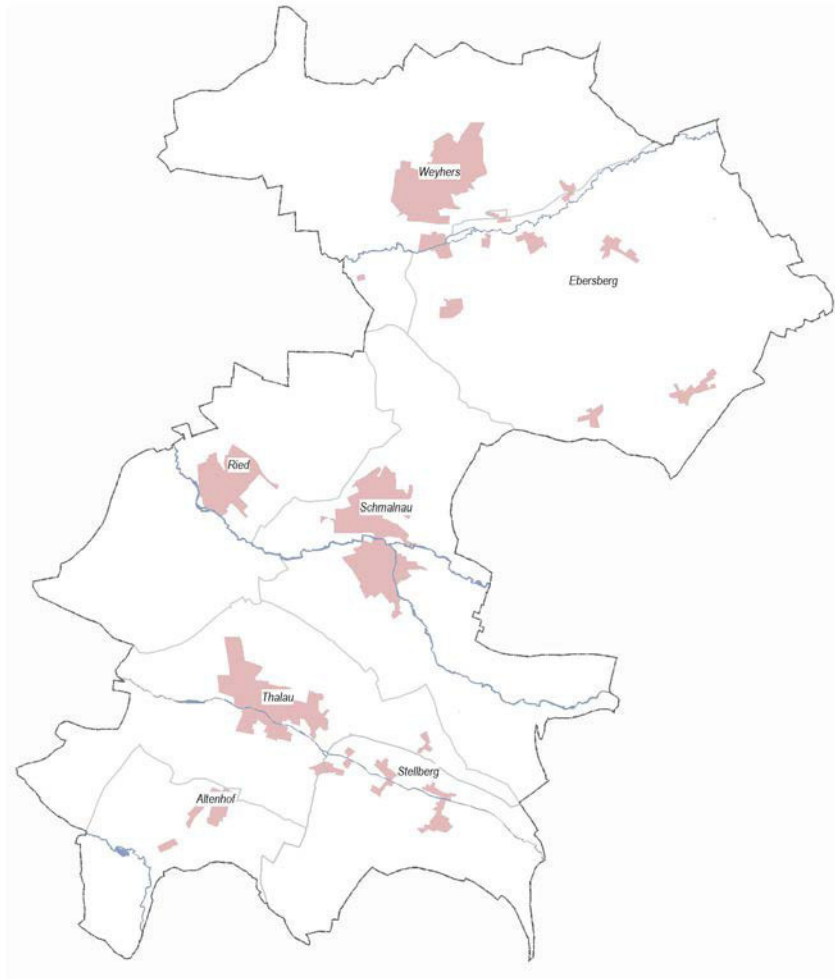 Weyhers
Ebersberg
Ried
Schmalnau
Thalau
Stellberg
Altenhof